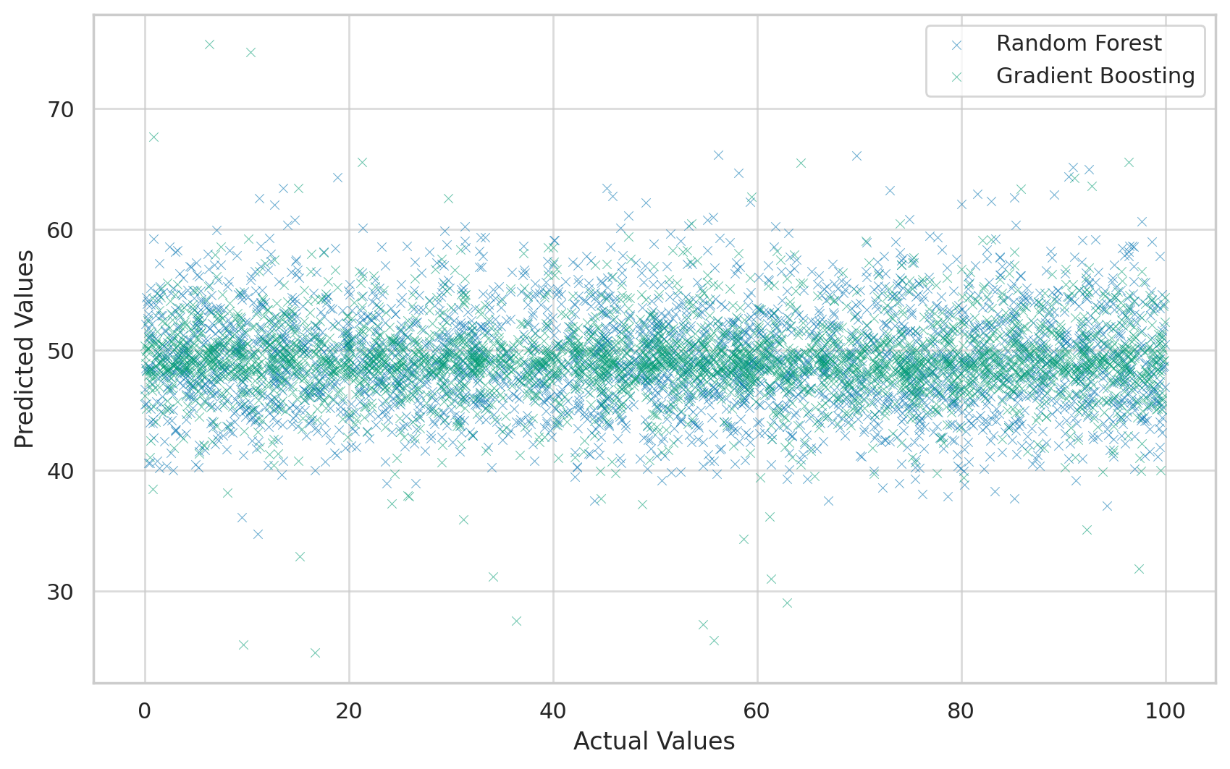 Random Forest
Gradient Boosting
70
60
50
40
30
Predicted Values
0 20 40 60 80 100
Actual Values